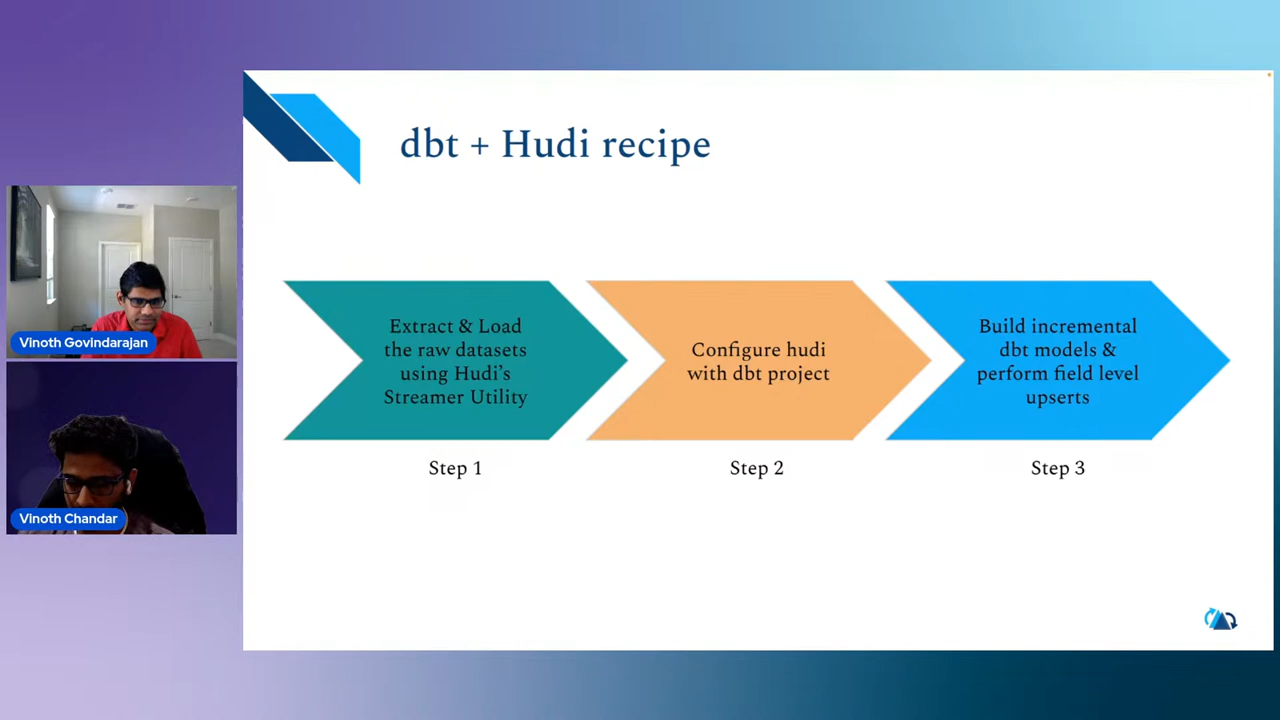 dbt + Hudi recipe
Extract & Load
the raw datasets
using Hudi's
Streamer Utility
Step 1
Configure hudi
with dbt project
Step 2
Build incremental
dbt models &
perform field level
upserts
Step 3
Vinoth Govindarajan
Vinoth Chandar